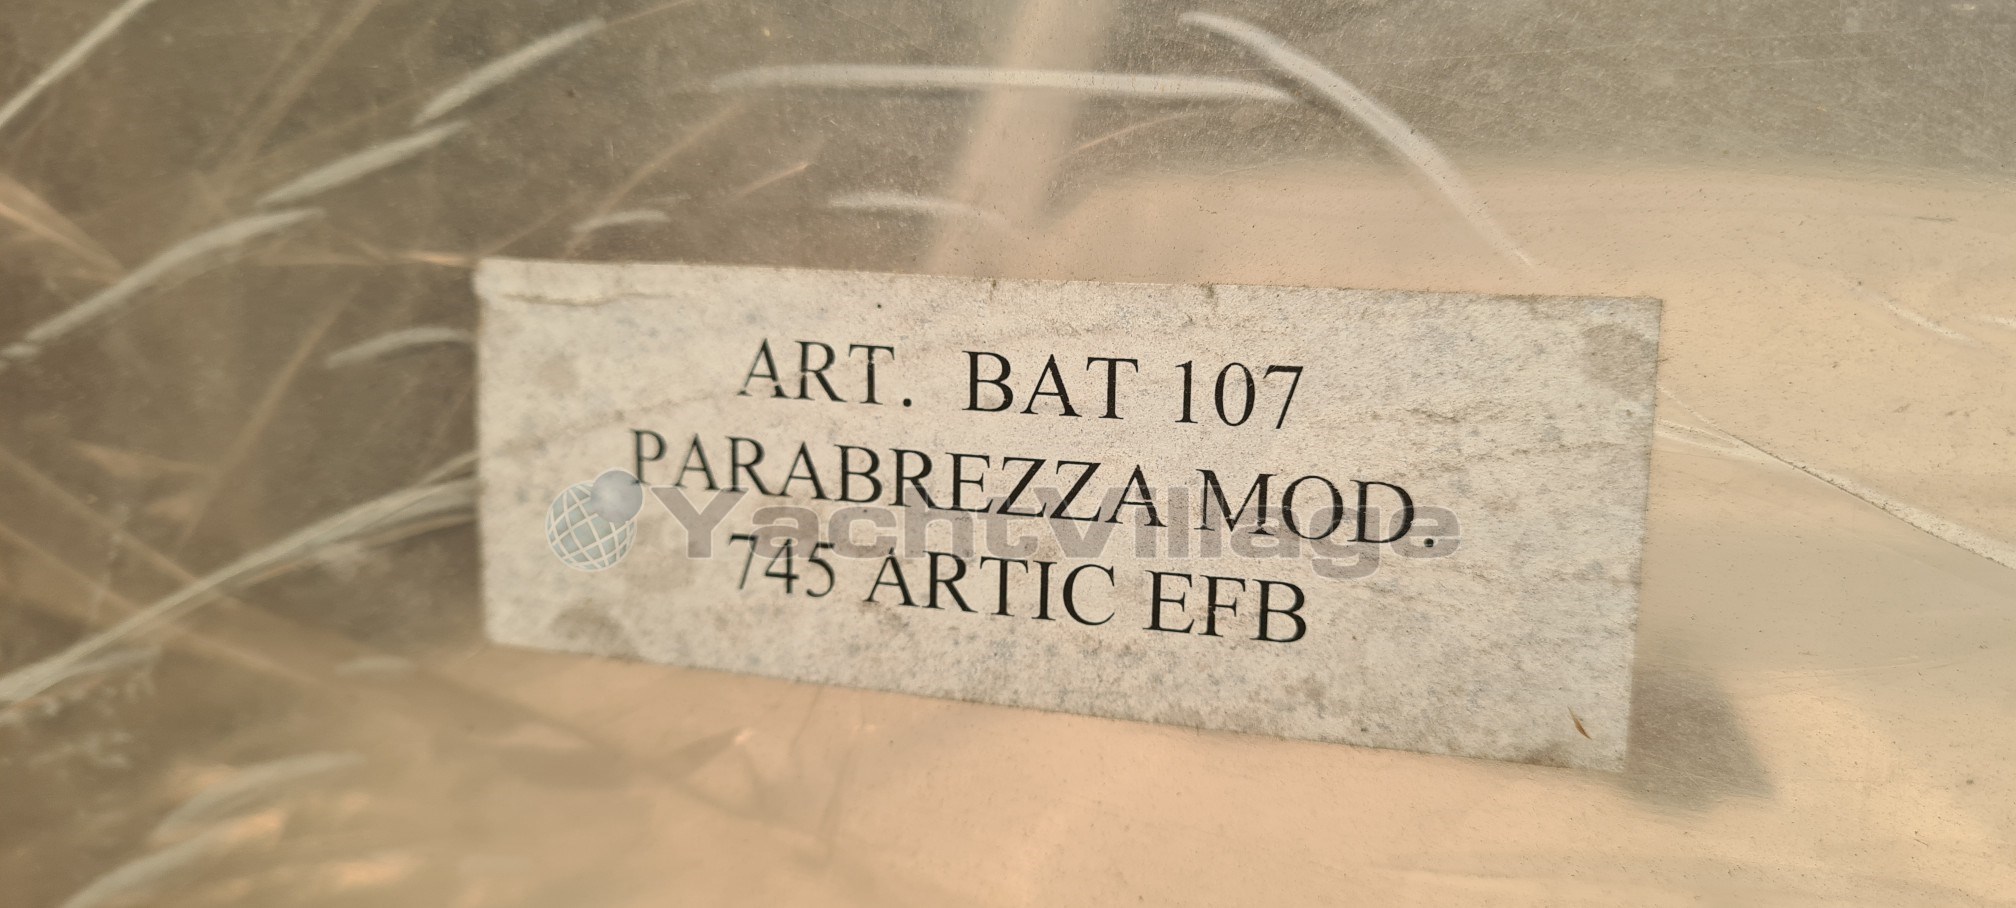 ART. BAT 107
PARABREZZA MOD.
YachtVillage
745 ARTIC EFB